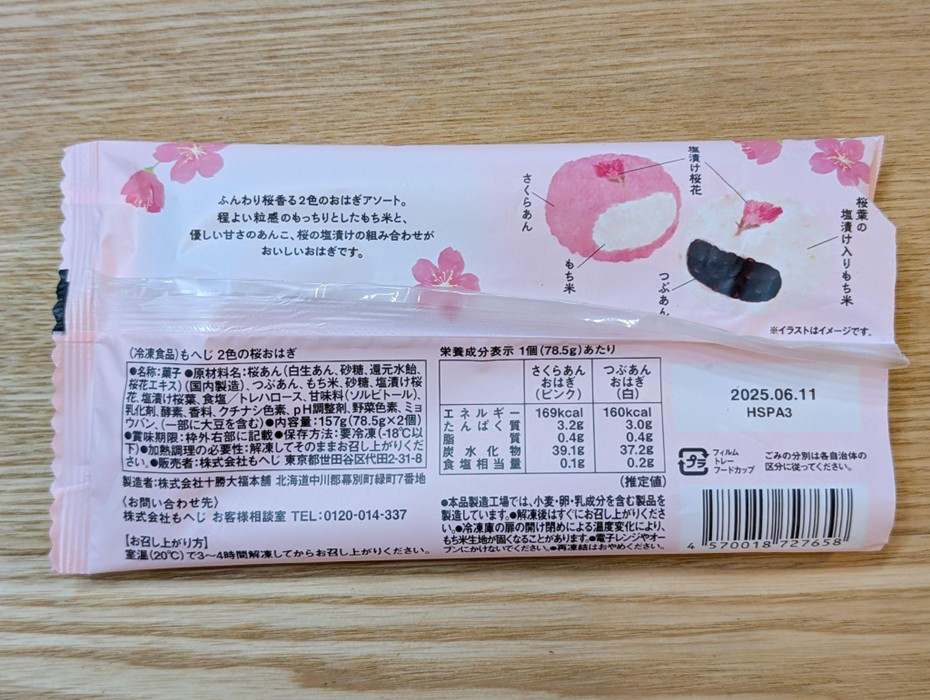 ふんわり桜香る2色のおはぎアソート。
程よい粒感のもっちりとしたもち米と、
優しい甘さのあんこ、桜の塩漬けの組み合わせが
おいしいおはぎです。
さくらあん
もち米
塩漬け桜花
つぶあん
桜葉の
塩漬け入りもち米
※イラストはイメージです。
(冷凍食品)もへじ 2色の桜おはぎ
●名称:菓子 ●原材料名:桜あん(白生あん、砂糖、還元水飴、
桜花エキス)(国内製造)、つぶあん、もち米、砂糖、塩漬け桜
花、塩漬け桜葉、食塩/トレハロース、甘味料(ソルビトール)、
乳化剤、酵素、香料、クチナシ色素、pH調整剤、野菜色素、ミョ
ウバン、(一部に大豆を含む)●内容量:157g(78.5g×2個)
●賞味期限:枠外右部に記載●保存方法:要冷凍(-18℃以
下)●加熱調理の必要性:解凍してそのままお召し上がりくださ
い。●販売者:株式会社もへじ 東京都世田谷区代田2-31-8
製造者:株式会社十勝大福本舗 北海道中川郡幕別町緑町7番地
〈お問い合わせ先〉
株式会社もへじ お客様相談室 TEL:0120-014-337
【お召し上がり方】
室温(20℃)で3〜4時間解凍してからお召し上がりください。
栄養成分表示 1個(78.5g)あたり
さくらあん おはぎ (ピンク) つぶあん おはぎ (白)
エネルギー 169kcal 160kcal
たんぱく質 3.2g 3.0g
脂質 0.4g 0.4g
炭水化物 39.1g 37.2g
食塩相当量 0.1g 0.2g
(推定値)
●本品製造工場では、小麦・卵・乳成分を含む製品を
製造しています。●解凍後はすぐにお召し上がりくださ
い。●冷凍庫の扉の開け閉めによる温度変化により、
もち米生地が固くなることがあります。●電子レンジやオー
ブンにかけないでください。●再凍結はおやめください。
2025.06.11
HSPA3
プラ
フィルム
トレー
フードカップ
ごみの分別は各自治体の
区分に従ってください。
4 570018 727658